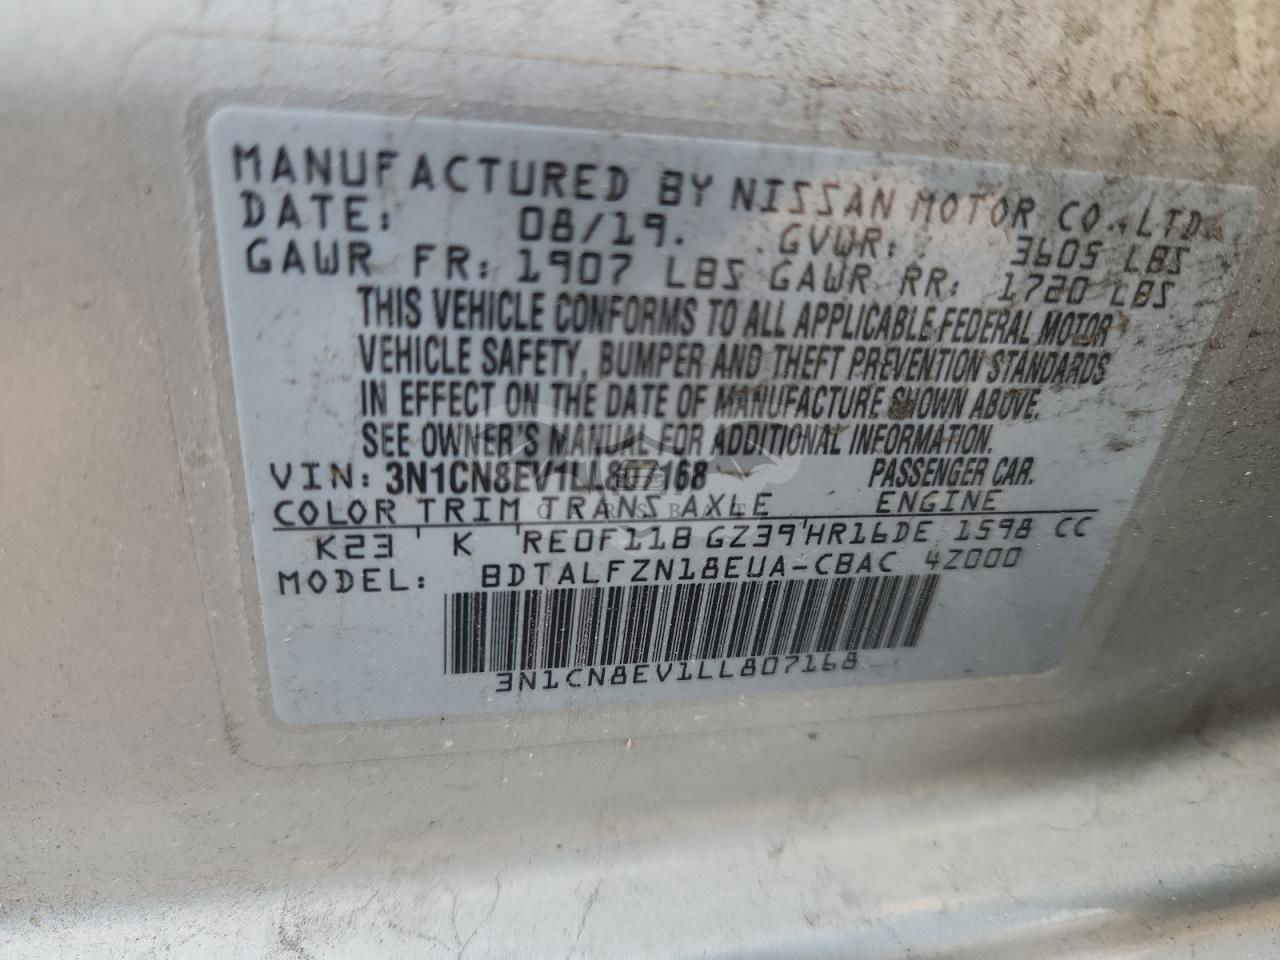 MANUFACTURED BY NISSAN MOTOR CO.,LTD.
DATE: 08/19. GVWR: 3605 LBS
GAWR FR: 1907 LBS GAWR RR: 1720 LBS
THIS VEHICLE CONFORMS TO ALL APPLICABLE FEDERAL MOTOR
VEHICLE SAFETY, BUMPER AND THEFT PREVENTION STANDARDS
IN EFFECT ON THE DATE OF MANUFACTURE SHOWN ABOVE.
SEE OWNER'S MANUAL FOR ADDITIONAL INFORMATION.
VIN: 3N1CN8EV1LL807168 PASSENGER CAR.
COLOR TRIM TRANS AXLE ENGINE
K23 K RE0F11B GZ39 HR16DE 1598 CC
MODEL: BDTALFZN18EUA-CBAC 4Z000
3N1CN8EV1LL807168